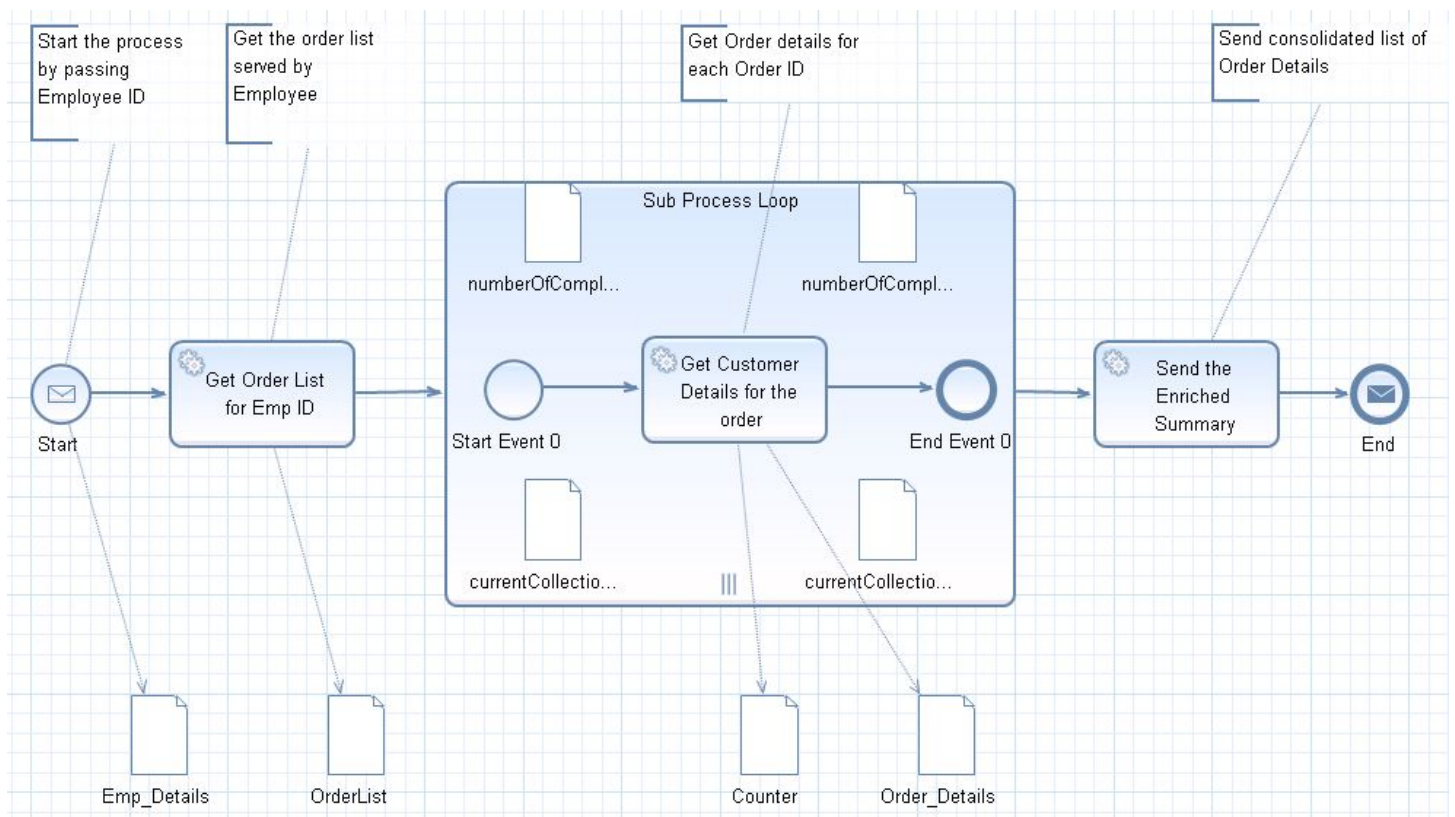 Start the process
by passing
Employee ID
Get the order list
served by
Employee
Get Order details for
each Order ID
Send consolidated list of
Order Details
Sub Process Loop
numberOfCompl...
numberOfCompl...
Start
Get Order List
for Emp ID
Start Event 0
Get Customer
Details for the
order
End Event 0
Send the
Enriched
Summary
End
currentCollectio...
currentCollectio...
Emp_Details
OrderList
Counter
Order_Details